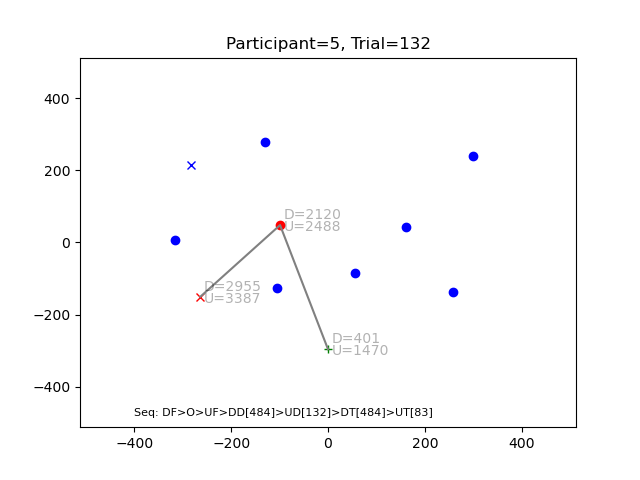 Participant=5, Trial=132
400
200
0
−200
−400
D=2120
U=2488
D=2955
U=3387
D=401
U=1470
Seq: DF>O>UF>DD[484]>UD[132]>DT[484]>UT[83]
−400 −200 0 200 400